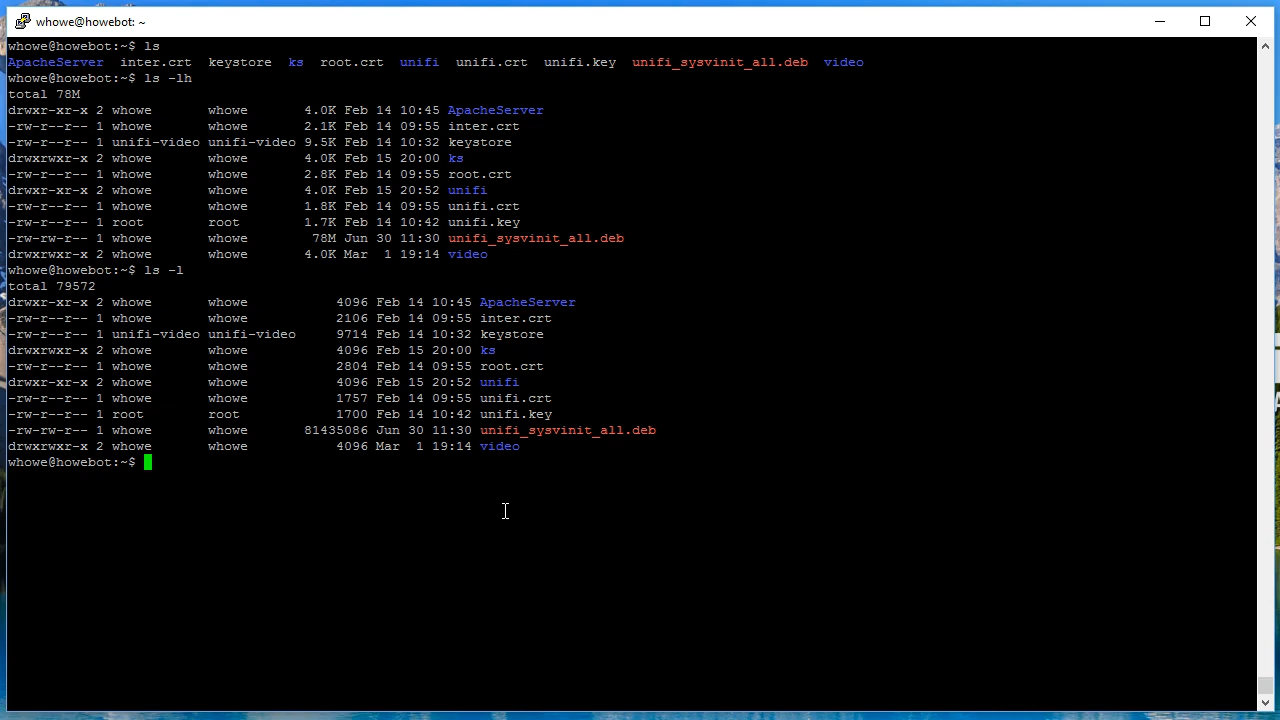 whowe@howebot: ~
whowe@howebot:~$ ls
ApacheServer  inter.crt  keystore  ks  root.crt  unifi  unifi.crt  unifi.key  unifi_sysvinit_all.deb  video
whowe@howebot:~$ ls -lh
total 78M
drwxr-xr-x 2 whowe       whowe       4.0K Feb 14 10:45 ApacheServer
-rw-r--r-- 1 whowe       whowe       2.1K Feb 14 09:55 inter.crt
-rw-r--r-- 1 unifi-video unifi-video 9.5K Feb 14 10:32 keystore
drwxrwxr-x 2 whowe       whowe       4.0K Feb 15 20:00 ks
-rw-r--r-- 1 whowe       whowe       2.8K Feb 14 09:55 root.crt
drwxrwxr-x 2 whowe       whowe       4.0K Feb 15 20:52 unifi
-rw-r--r-- 1 whowe       whowe       1.8K Feb 14 09:55 unifi.crt
-rw-r--r-- 1 root        root        1.7K Feb 14 10:42 unifi.key
-rw-rw-r-- 1 whowe       whowe        78M Jun 30 11:30 unifi_sysvinit_all.deb
drwxrwxr-x 2 whowe       whowe       4.0K Mar  1 19:14 video
whowe@howebot:~$ ls -l
total 79572
drwxr-xr-x 2 whowe       whowe           4096 Feb 14 10:45 ApacheServer
-rw-r--r-- 1 whowe       whowe           2106 Feb 14 09:55 inter.crt
-rw-r--r-- 1 unifi-video unifi-video     9714 Feb 14 10:32 keystore
drwxrwxr-x 2 whowe       whowe           4096 Feb 15 20:00 ks
-rw-r--r-- 1 whowe       whowe           2804 Feb 14 09:55 root.crt
drwxrwxr-x 2 whowe       whowe           4096 Feb 15 20:52 unifi
-rw-r--r-- 1 whowe       whowe           1757 Feb 14 09:55 unifi.crt
-rw-r--r-- 1 root        root            1700 Feb 14 10:42 unifi.key
-rw-rw-r-- 1 whowe       whowe       81435086 Jun 30 11:30 unifi_sysvinit_all.deb
drwxrwxr-x 2 whowe       whowe           4096 Mar  1 19:14 video
whowe@howebot:~$